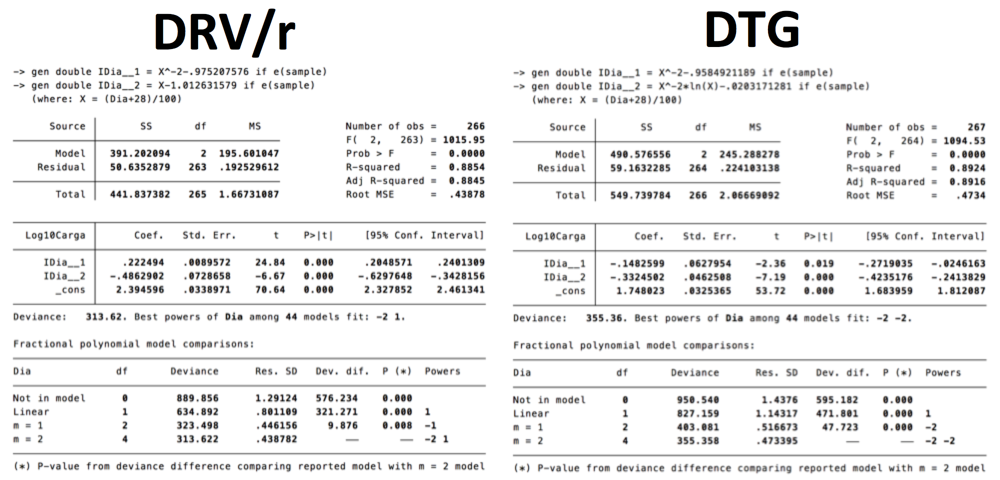 DRV/r
-> gen double IDia__1 = X^-2-.975207576 if e(sample)
-> gen double IDia__2 = X-1.012631579 if e(sample)
(where: X = (Dia+28)/100)
Source SS df MS Number of obs = 266
F( 2, 263) = 1015.95
Model 391.202094 2 195.601047 Prob > F = 0.0000
Residual 50.6352879 263 .192529612 R-squared = 0.8854
Adj R-squared = 0.8845
Total 441.837382 265 1.66731087 Root MSE = .43878
Log10Carga Coef. Std. Err. t P>|t| [95% Conf. Interval]
IDia__1 .222494 .0089572 24.84 0.000 .2048571 .2401309
IDia__2 -.4862902 .0728658 -6.67 0.000 -.6297648 -.3428156
_cons 2.394596 .0338971 70.64 0.000 2.327852 2.461341
Deviance: 313.62. Best powers of Dia among 44 models fit: -2 1.
Fractional polynomial model comparisons:
Dia df Deviance Res. SD Dev. dif. P (*) Powers
Not in model 0 889.856 1.29124 576.234 0.000
Linear 1 634.892 .801109 321.271 0.000 1
m = 1 2 323.498 .446156 9.876 0.008 -1
m = 2 4 313.622 .438782 — — -2 1
(*) P-value from deviance difference comparing reported model with m = 2 model
DTG
-> gen double IDia__1 = X^-2-.9584921189 if e(sample)
-> gen double IDia__2 = X^-2*ln(X)-.0203171281 if e(sample)
(where: X = (Dia+28)/100)
Source SS df MS Number of obs = 267
F( 2, 264) = 1094.53
Model 490.576556 2 245.288278 Prob > F = 0.0000
Residual 59.1632285 264 .224103138 R-squared = 0.8924
Adj R-squared = 0.8916
Total 549.739784 266 2.06669092 Root MSE = .4734
Log10Carga Coef. Std. Err. t P>|t| [95% Conf. Interval]
IDia__1 -.1482599 .0627954 -2.36 0.019 -.2719035 -.0246163
IDia__2 -.3324502 .0462508 -7.19 0.000 -.4235176 -.2413829
_cons 1.748023 .0325365 53.72 0.000 1.683959 1.812087
Deviance: 355.36. Best powers of Dia among 44 models fit: -2 -2.
Fractional polynomial model comparisons:
Dia df Deviance Res. SD Dev. dif. P (*) Powers
Not in model 0 950.540 1.4376 595.182 0.000
Linear 1 827.159 1.14317 471.801 0.000 1
m = 1 2 403.081 .516673 47.723 0.000 -2
m = 2 4 355.358 .473395 — — -2 -2
(*) P-value from deviance difference comparing reported model with m = 2 model